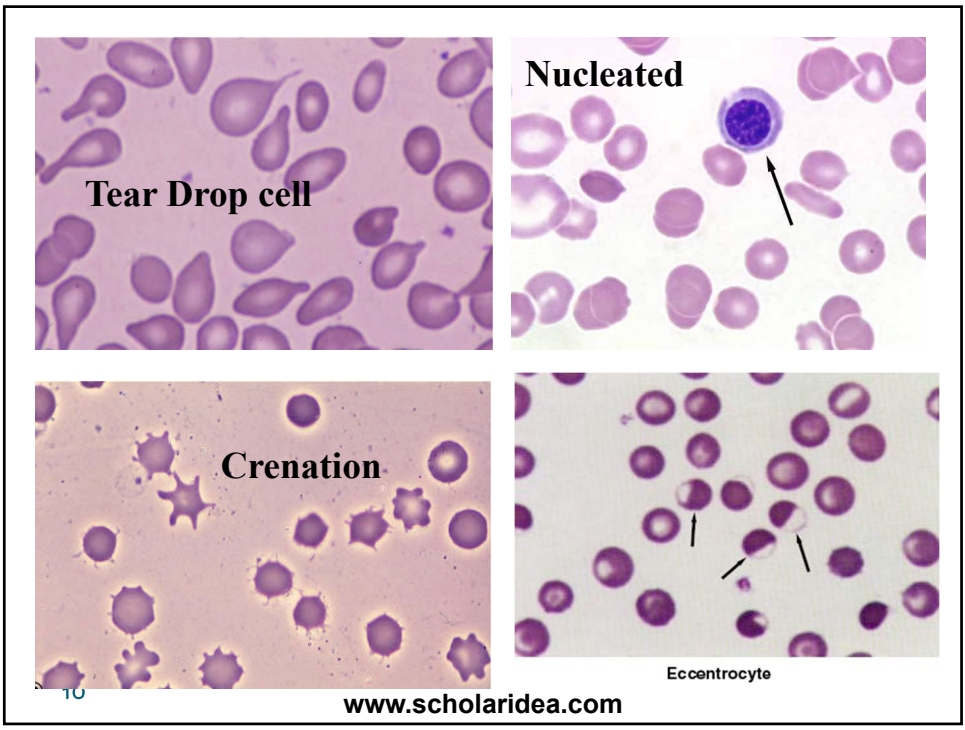 Nucleated
Tear Drop cell
Crenation
Eccentrocyte
10
www.scholaridea.com